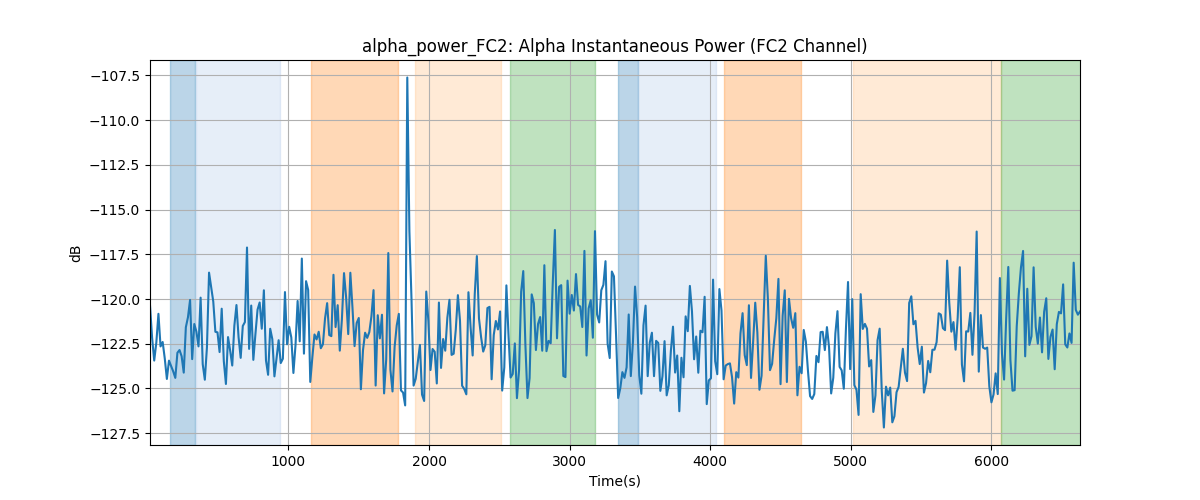 alpha_power_FC2: Alpha Instantaneous Power (FC2 Channel)
dB
−107.5
−110.0
−112.5
−115.0
−117.5
−120.0
−122.5
−125.0
−127.5
1000 2000 3000 4000 5000 6000
Time(s)